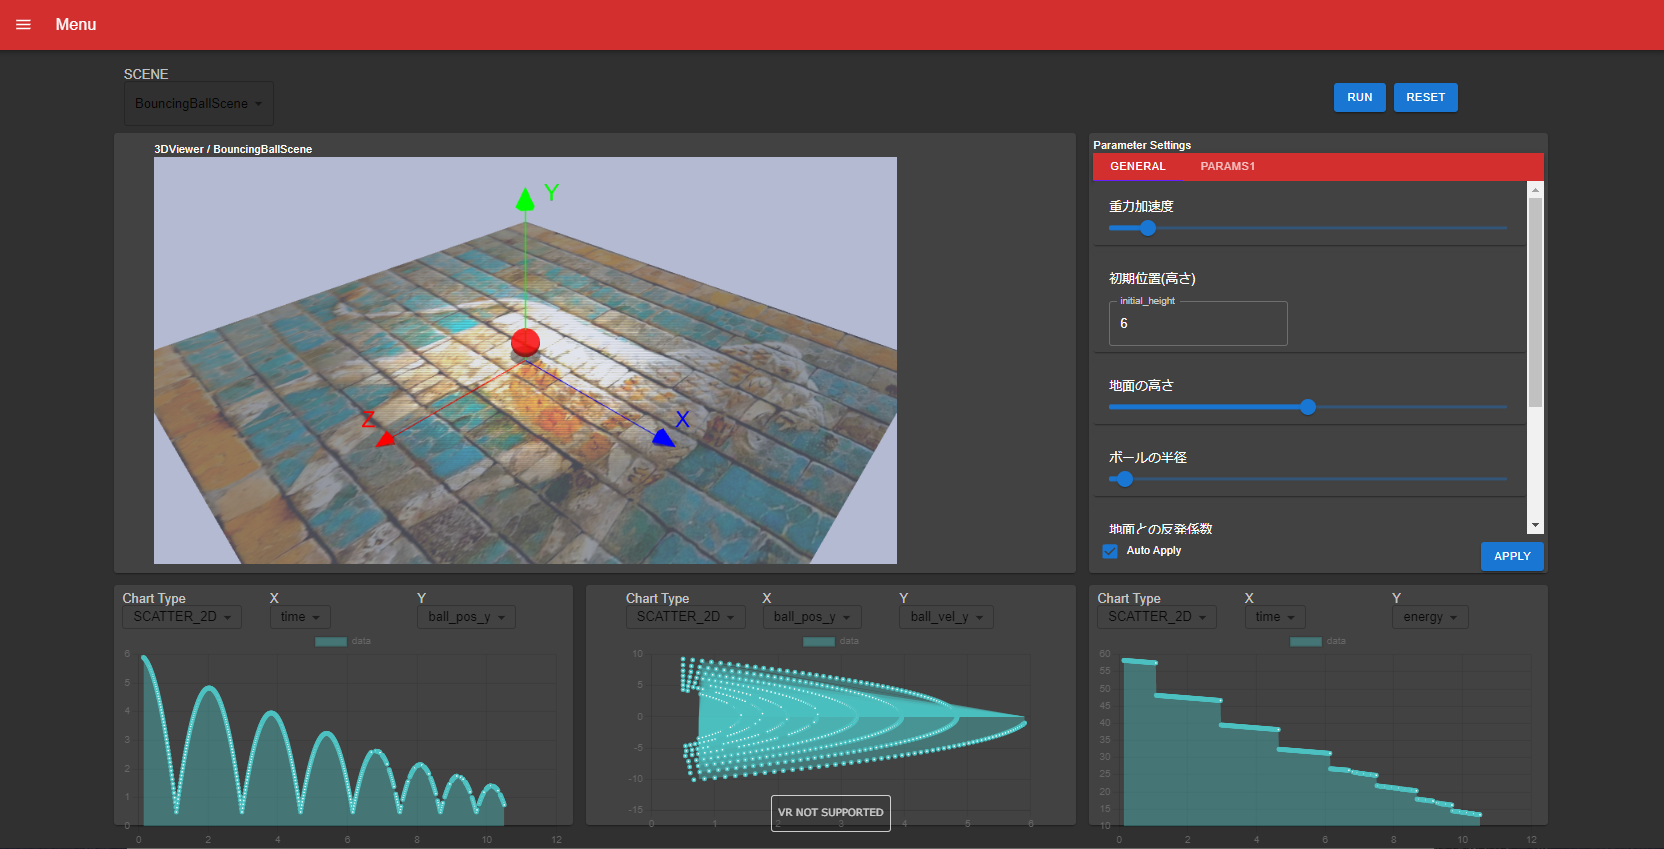 Menu
SCENE
BouncingBallScene
RUN
RESET
3DViewer / BouncingBallScene
Y
Z
X
Parameter Settings
GENERAL
PARAMS1
重力加速度
初期位置(高さ)
initial_height
6
地面の高さ
ボールの半径
地面との反発係数
Auto Apply
APPLY
Chart Type
X
Y
SCATTER_2D
time
ball_pos_y
data
6
5
4
3
2
1
0
0
2
4
6
8
10
12
Chart Type
X
Y
SCATTER_2D
ball_pos_y
ball_vel_y
data
10
5
0
-5
-10
-15
0
1
2
3
4
5
6
VR NOT SUPPORTED
Chart Type
X
Y
SCATTER_2D
time
energy
data
60
55
50
45
40
35
30
25
20
15
10
0
2
4
6
8
10
12